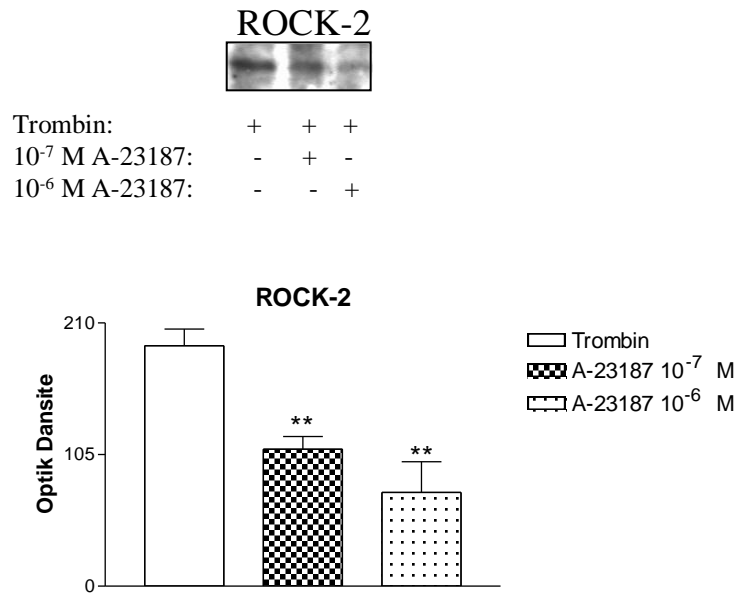 ROCK-2
Trombin: + + +
10⁻⁷ M A-23187: - + -
10⁻⁶ M A-23187: - - +
ROCK-2
210
105
0
Optik Dansite
** **
Trombin
A-23187 10⁻⁷ M
A-23187 10⁻⁶ M